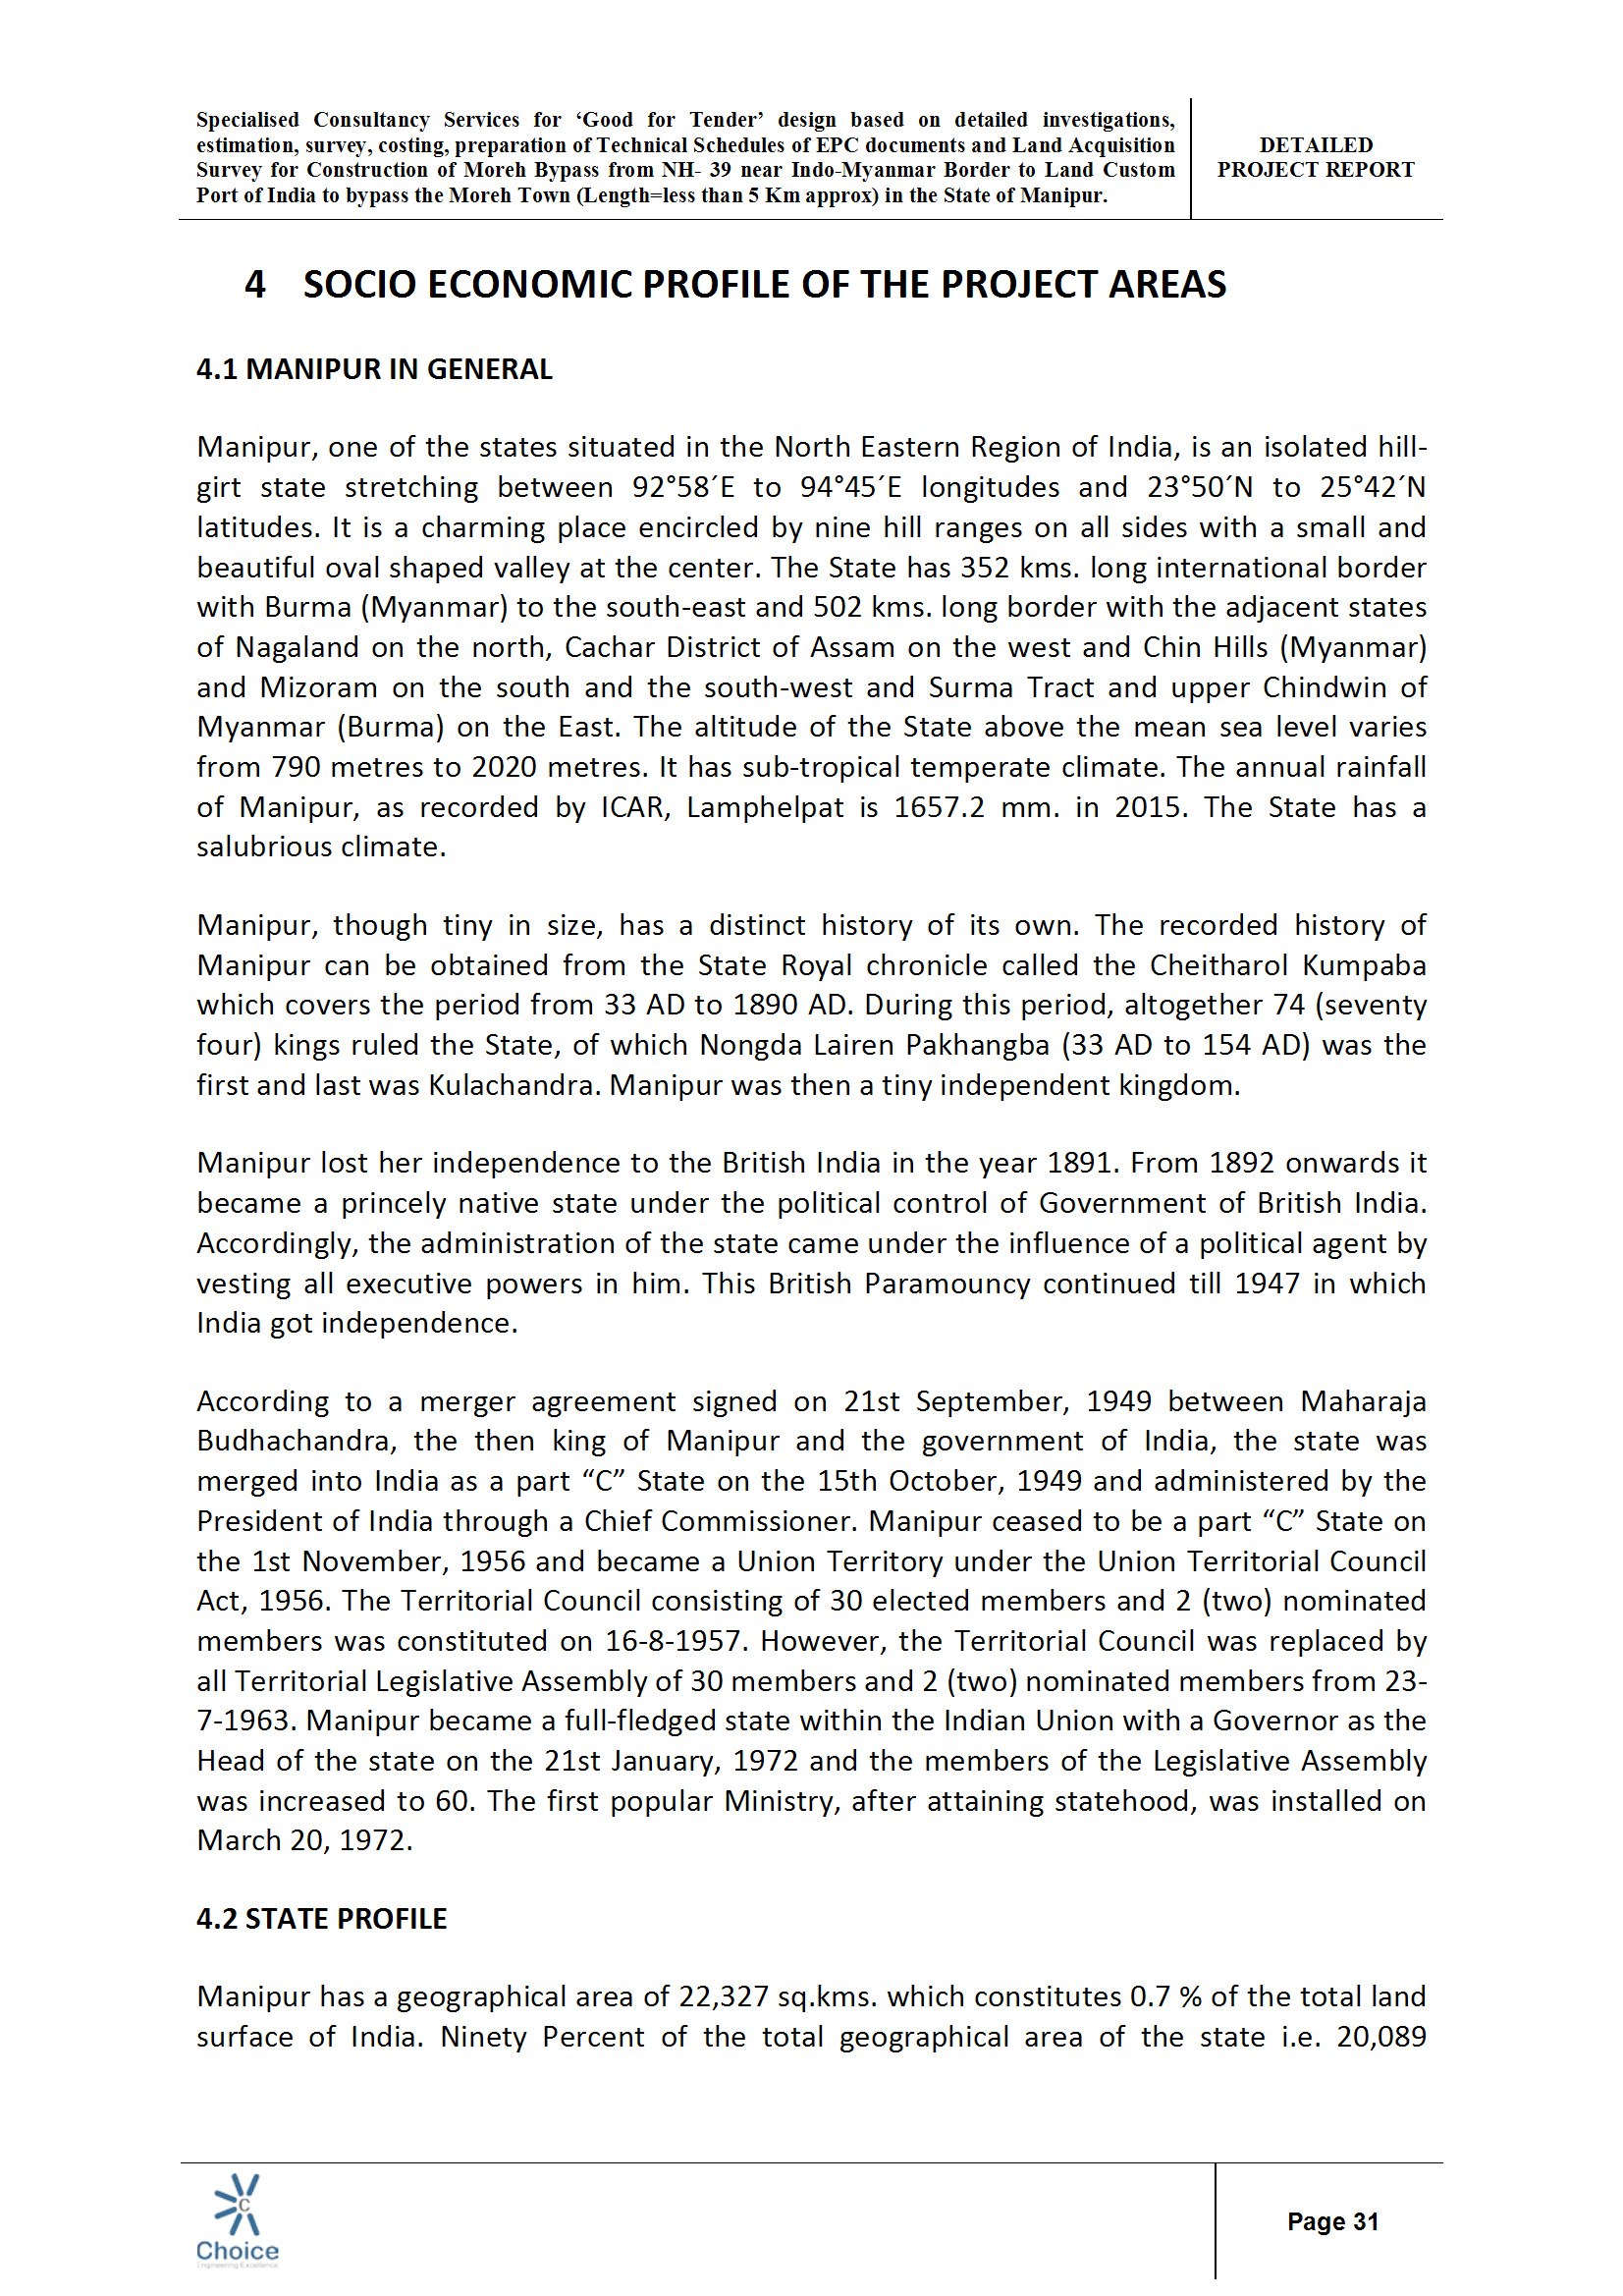 Specialised Consultancy Services for ‘Good for Tender’ design based on detailed investigations,
estimation, survey, costing, preparation of Technical Schedules of EPC documents and Land Acquisition
Survey for Construction of Moreh Bypass from NH- 39 near Indo-Myanmar Border to Land Custom
Port of India to bypass the Moreh Town (Length=less than 5 Km approx) in the State of Manipur.
DETAILED
PROJECT REPORT
4 SOCIO ECONOMIC PROFILE OF THE PROJECT AREAS
4.1 MANIPUR IN GENERAL
Manipur, one of the states situated in the North Eastern Region of India, is an isolated hill-
girt state stretching between 92°58´E to 94°45´E longitudes and 23°50´N to 25°42´N
latitudes. It is a charming place encircled by nine hill ranges on all sides with a small and
beautiful oval shaped valley at the center. The State has 352 kms. long international border
with Burma (Myanmar) to the south-east and 502 kms. long border with the adjacent states
of Nagaland on the north, Cachar District of Assam on the west and Chin Hills (Myanmar)
and Mizoram on the south and the south-west and Surma Tract and upper Chindwin of
Myanmar (Burma) on the East. The altitude of the State above the mean sea level varies
from 790 metres to 2020 metres. It has sub-tropical temperate climate. The annual rainfall
of Manipur, as recorded by ICAR, Lamphelpat is 1657.2 mm. in 2015. The State has a
salubrious climate.
Manipur, though tiny in size, has a distinct history of its own. The recorded history of
Manipur can be obtained from the State Royal chronicle called the Cheitharol Kumpaba
which covers the period from 33 AD to 1890 AD. During this period, altogether 74 (seventy
four) kings ruled the State, of which Nongda Lairen Pakhangba (33 AD to 154 AD) was the
first and last was Kulachandra. Manipur was then a tiny independent kingdom.
Manipur lost her independence to the British India in the year 1891. From 1892 onwards it
became a princely native state under the political control of Government of British India.
Accordingly, the administration of the state came under the influence of a political agent by
vesting all executive powers in him. This British Paramouncy continued till 1947 in which
India got independence.
According to a merger agreement signed on 21st September, 1949 between Maharaja
Budhachandra, the then king of Manipur and the government of India, the state was
merged into India as a part “C” State on the 15th October, 1949 and administered by the
President of India through a Chief Commissioner. Manipur ceased to be a part “C” State on
the 1st November, 1956 and became a Union Territory under the Union Territorial Council
Act, 1956. The Territorial Council consisting of 30 elected members and 2 (two) nominated
members was constituted on 16-8-1957. However, the Territorial Council was replaced by
all Territorial Legislative Assembly of 30 members and 2 (two) nominated members from 23-
7-1963. Manipur became a full-fledged state within the Indian Union with a Governor as the
Head of the state on the 21st January, 1972 and the members of the Legislative Assembly
was increased to 60. The first popular Ministry, after attaining statehood, was installed on
March 20, 1972.
4.2 STATE PROFILE
Manipur has a geographical area of 22,327 sq.kms. which constitutes 0.7 % of the total land
surface of India. Ninety Percent of the total geographical area of the state i.e. 20,089
C
Choice
Engineering Excellence
Page 31